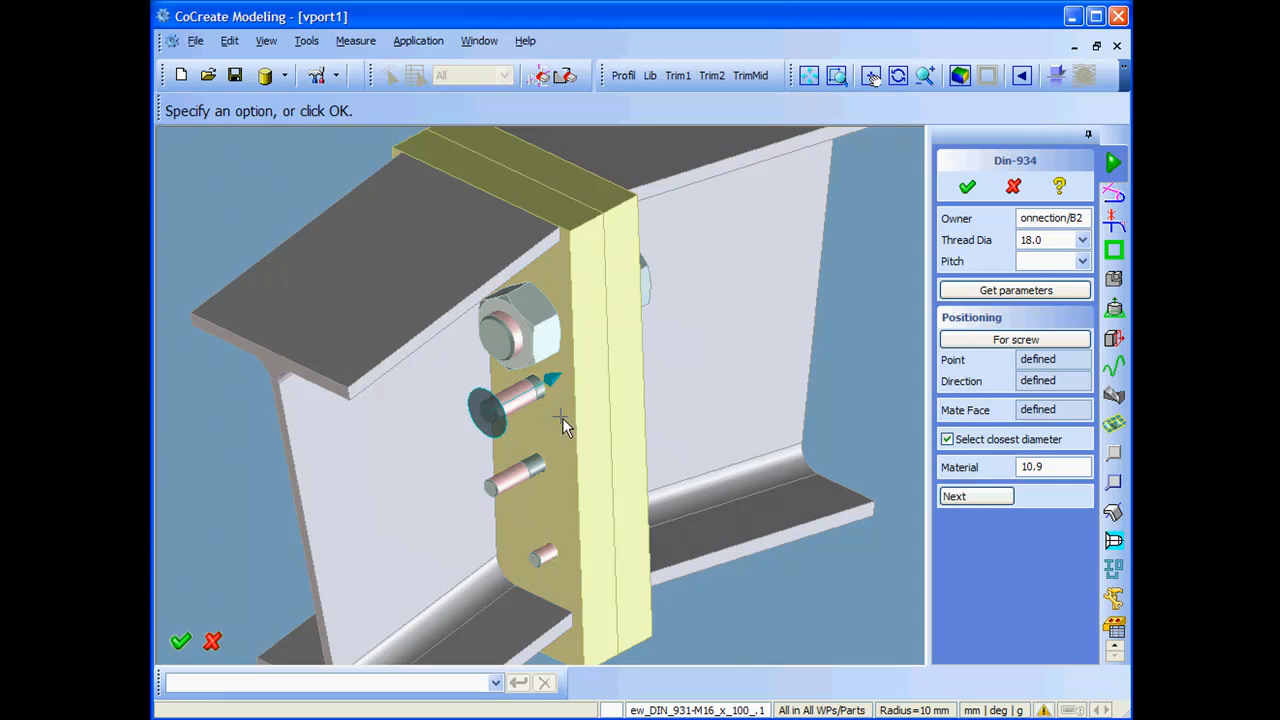 CoCreate Modeling - [vport1]
File Edit View Tools Measure Application Window Help
All Profil Lib Trim1 Trim2 TrimMid
Specify an option, or click OK.
Din-934
Owner onnection/B2
Thread Dia 18.0
Pitch
Get parameters
Positioning
For screw
Point defined
Direction defined
Mate Face defined
Select closest diameter
Material 10.9
Next
ew_DIN_931-M16_x_100_.1 All in All WPs/Parts Radius=10 mm mm | deg | g